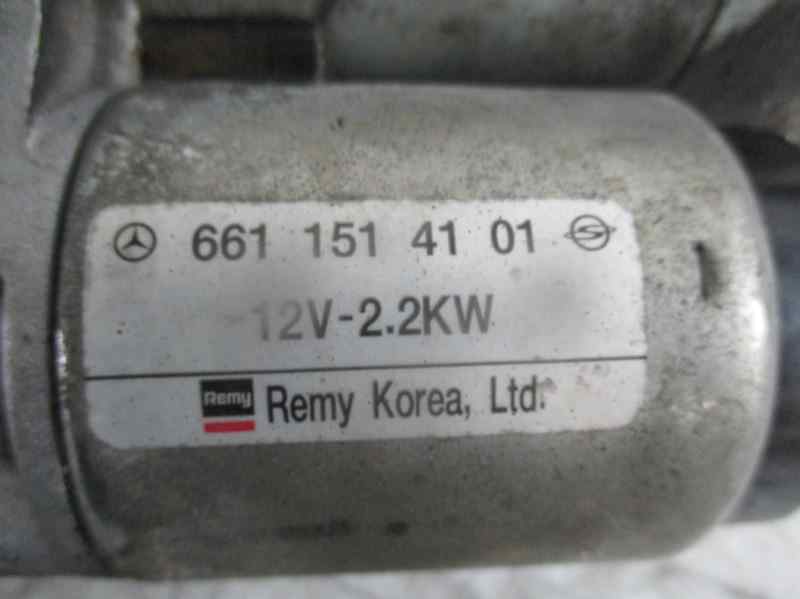 661 151 41 01
12V-2.2KW
Remy Remy Korea, Ltd.